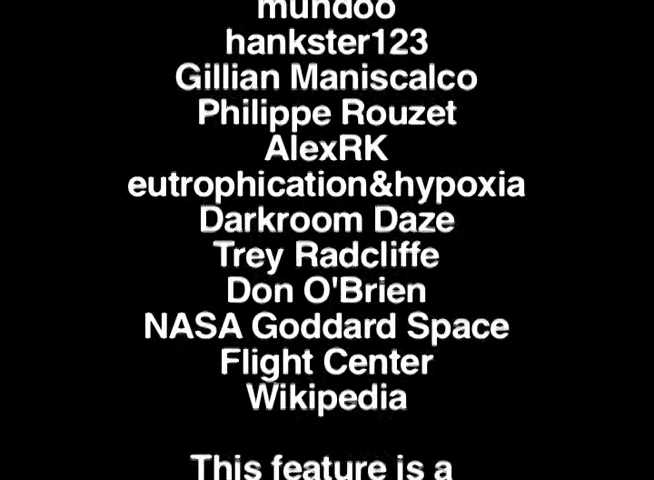 mundoo
hankster123
Gillian Maniscalco
Philippe Rouzet
AlexRK
eutrophication&hypoxia
Darkroom Daze
Trey Radcliffe
Don O'Brien
NASA Goddard Space
Flight Center
Wikipedia
This feature is a